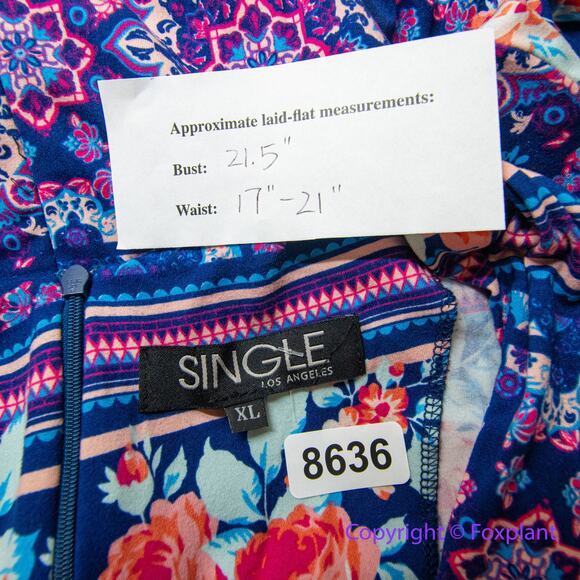 Approximate laid-flat measurements:
Bust: 21.5"
Waist: 17"-21"
SINGLE
LOS ANGELES
XL
8636
Copyright © Foxplant